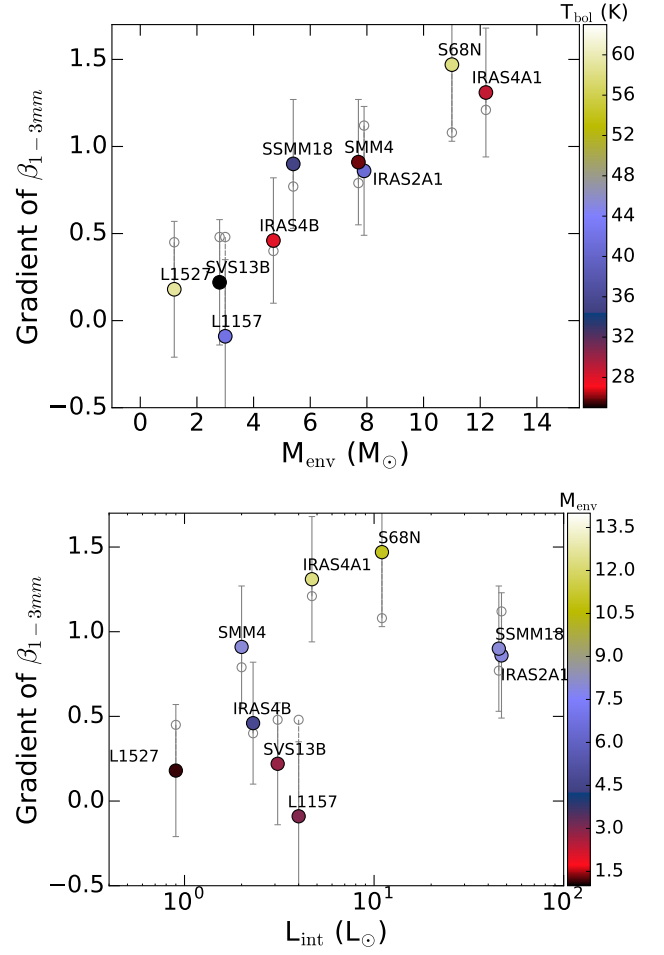 T_bol (K)
S68N
IRAS4A1
SSMM18
SMM4
IRAS2A1
IRAS4B
L1527
SVS13B
L1157
1.5
1.0
0.5
0.0
−0.5
Gradient of β_1−3mm
0 2 4 6 8 10 12 14
M_env (M_⊙)
60
56
52
48
44
40
36
32
28
M_env
S68N
IRAS4A1
SMM4
SSMM18
IRAS2A1
IRAS4B
L1527
SVS13B
L1157
1.5
1.0
0.5
0.0
−0.5
Gradient of β_1−3mm
10^0 10^1 10^2
L_int (L_⊙)
13.5
12.0
10.5
9.0
7.5
6.0
4.5
3.0
1.5